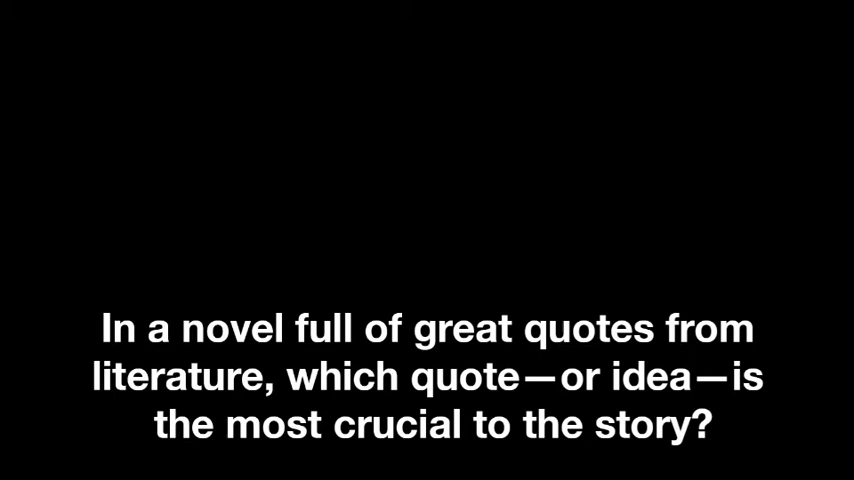 In a novel full of great quotes from
literature, which quote—or idea—is
the most crucial to the story?